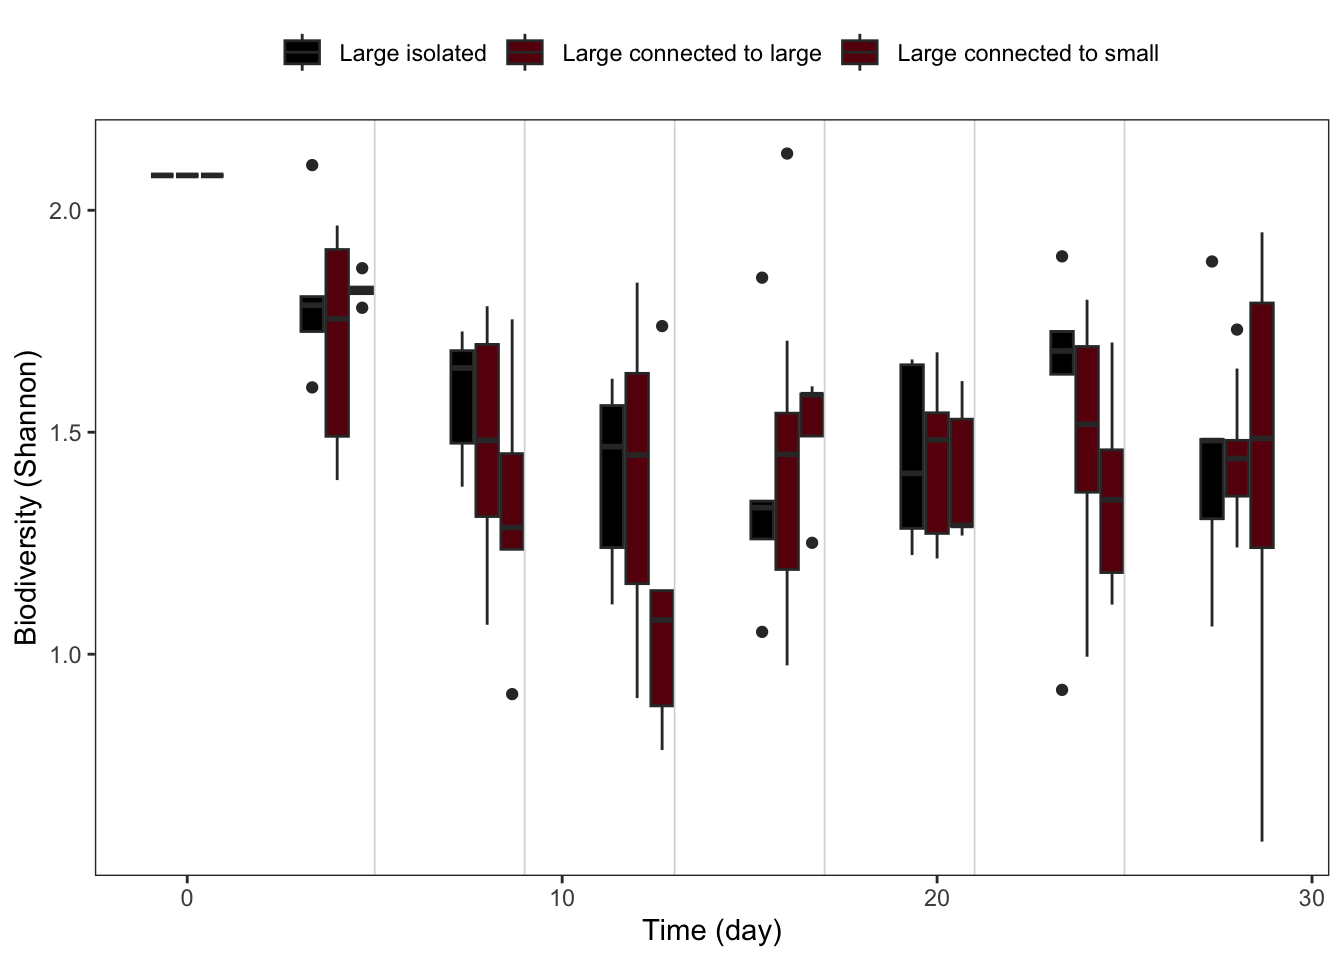 Large isolated Large connected to large Large connected to small
Biodiversity (Shannon)
2.0
1.5
1.0
0 10 20 30
Time (day)